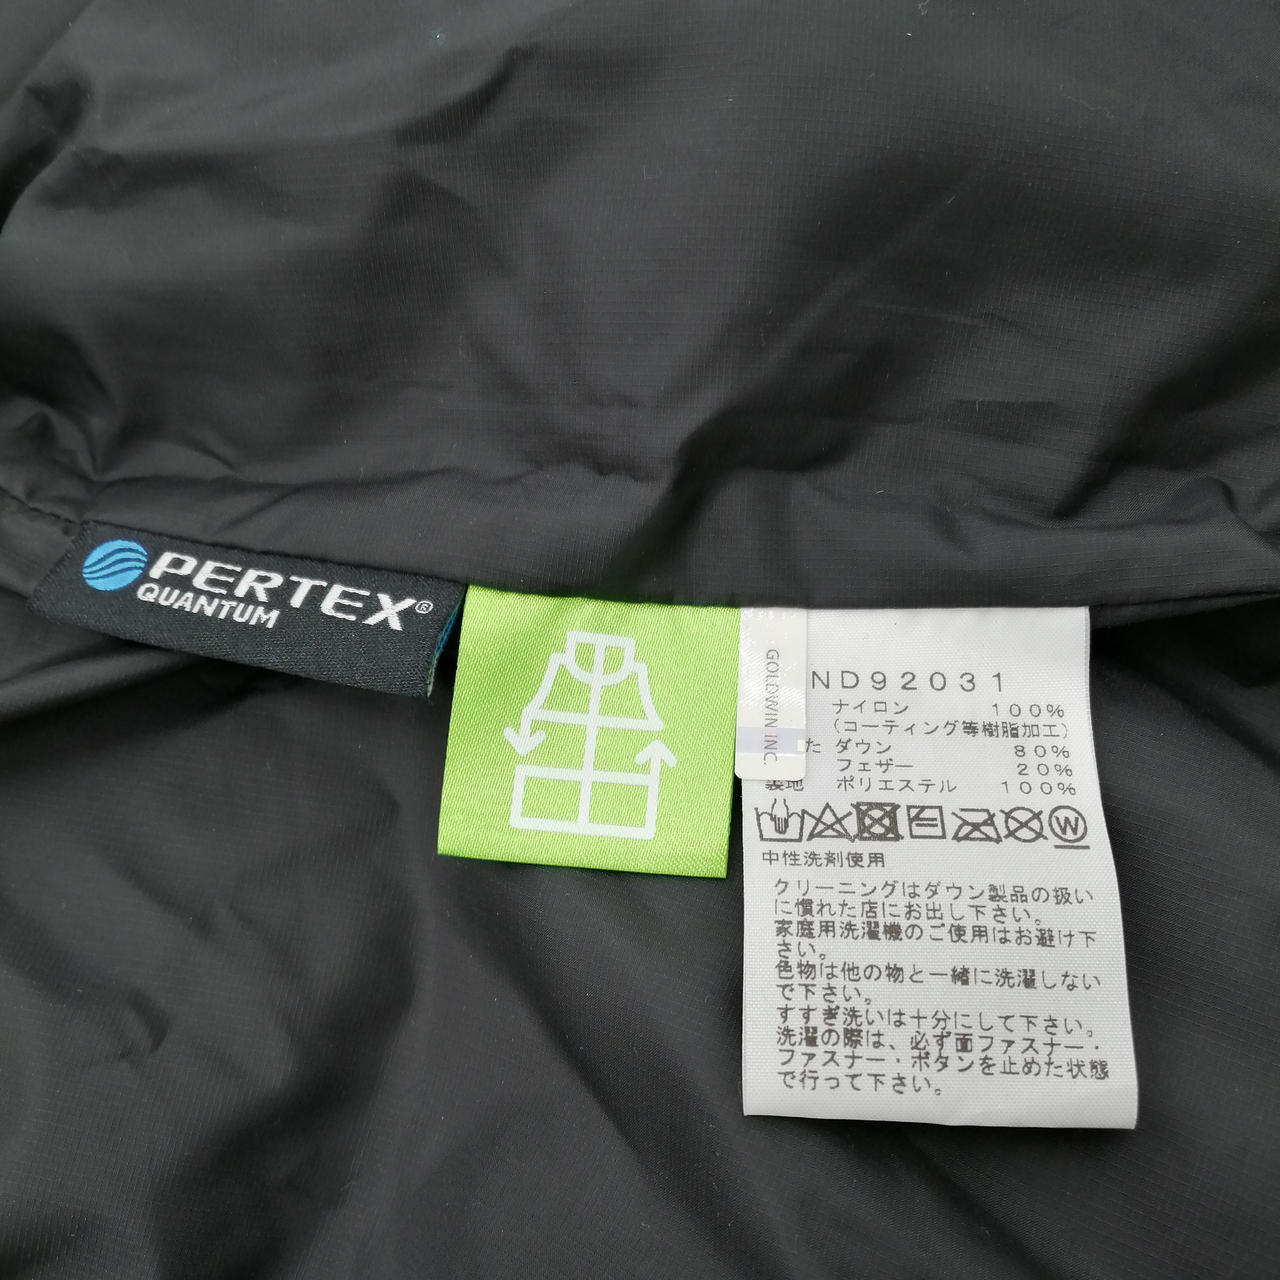 PERTEX®
QUANTUM
GOLDWIN INC.
ND92031
ナイロン 100%
(コーティング等樹脂加工)
た ダウン 80%
フェザー 20%
裏地 ポリエステル 100%
W
中性洗剤使用
クリーニングはダウン製品の扱い
に慣れた店にお出し下さい。
家庭用洗濯機のご使用はお避け下
さい。
色物は他の物と一緒に洗濯しない
で下さい。
すすぎ洗いは十分にして下さい。
洗濯の際は、必ず面ファスナー・
ファスナー・ボタンを止めた状態
で行って下さい。